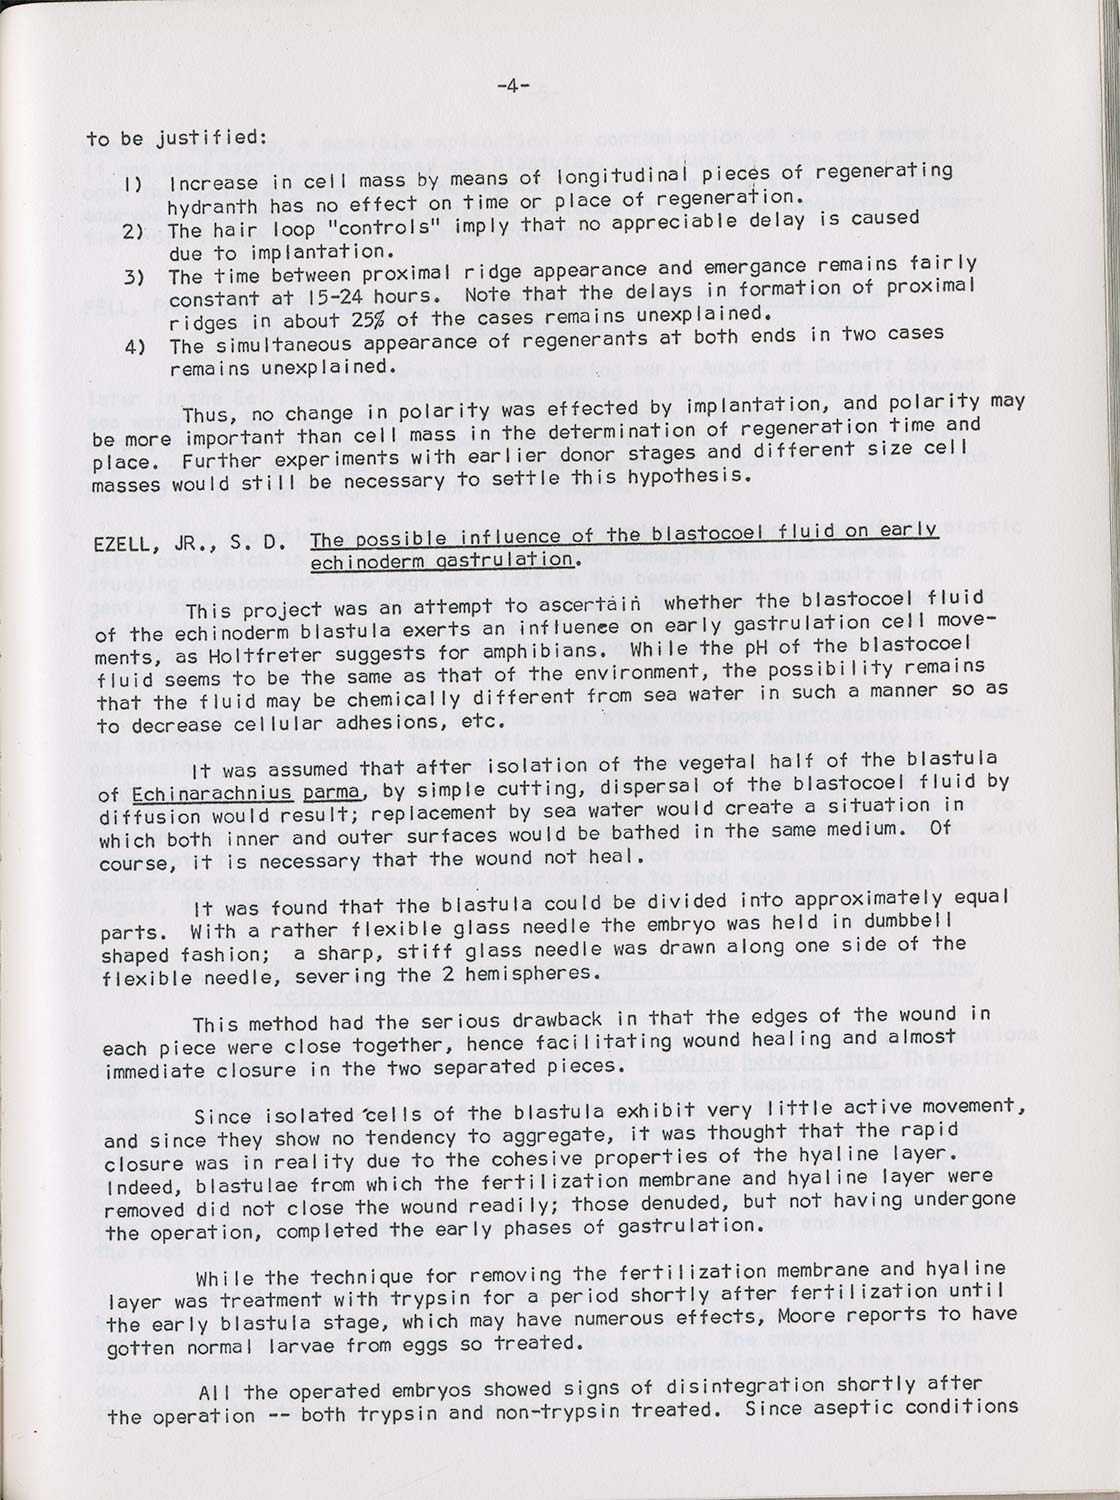 -4-
to be justified:
1) Increase in cell mass by means of longitudinal pieces of regenerating
hydranth has no effect on time or place of regeneration.
2) The hair loop "controls" imply that no appreciable delay is caused
due to implantation.
3) The time between proximal ridge appearance and emergance remains fairly
constant at 15-24 hours. Note that the delays in formation of proximal
ridges in about 25% of the cases remains unexplained.
4) The simultaneous appearance of regenerants at both ends in two cases
remains unexplained.
Thus, no change in polarity was effected by implantation, and polarity may
be more important than cell mass in the determination of regeneration time and
place. Further experiments with earlier donor stages and different size cell
masses would still be necessary to settle this hypothesis.
EZELL, JR., S. D. The possible influence of the blastocoel fluid on early
echinoderm gastrulation.
This project was an attempt to ascertain whether the blastocoel fluid
of the echinoderm blastula exerts an influence on early gastrulation cell move-
ments, as Holtfreter suggests for amphibians. While the pH of the blastocoel
fluid seems to be the same as that of the environment, the possibility remains
that the fluid may be chemically different from sea water in such a manner so as
to decrease cellular adhesions, etc.
It was assumed that after isolation of the vegetal half of the blastula
of Echinarachnius parma, by simple cutting, dispersal of the blastocoel fluid by
diffusion would result; replacement by sea water would create a situation in
which both inner and outer surfaces would be bathed in the same medium. Of
course, it is necessary that the wound not heal.
It was found that the blastula could be divided into approximately equal
parts. With a rather flexible glass needle the embryo was held in dumbbell
shaped fashion; a sharp, stiff glass needle was drawn along one side of the
flexible needle, severing the 2 hemispheres.
This method had the serious drawback in that the edges of the wound in
each piece were close together, hence facilitating wound healing and almost
immediate closure in the two separated pieces.
Since isolated cells of the blastula exhibit very little active movement,
and since they show no tendency to aggregate, it was thought that the rapid
closure was in reality due to the cohesive properties of the hyaline layer.
Indeed, blastulae from which the fertilization membrane and hyaline layer were
removed did not close the wound readily; those denuded, but not having undergone
the operation, completed the early phases of gastrulation.
While the technique for removing the fertilization membrane and hyaline
layer was treatment with trypsin for a period shortly after fertilization until
the early blastula stage, which may have numerous effects, Moore reports to have
gotten normal larvae from eggs so treated.
All the operated embryos showed signs of disintegration shortly after
the operation -- both trypsin and non-trypsin treated. Since aseptic conditions